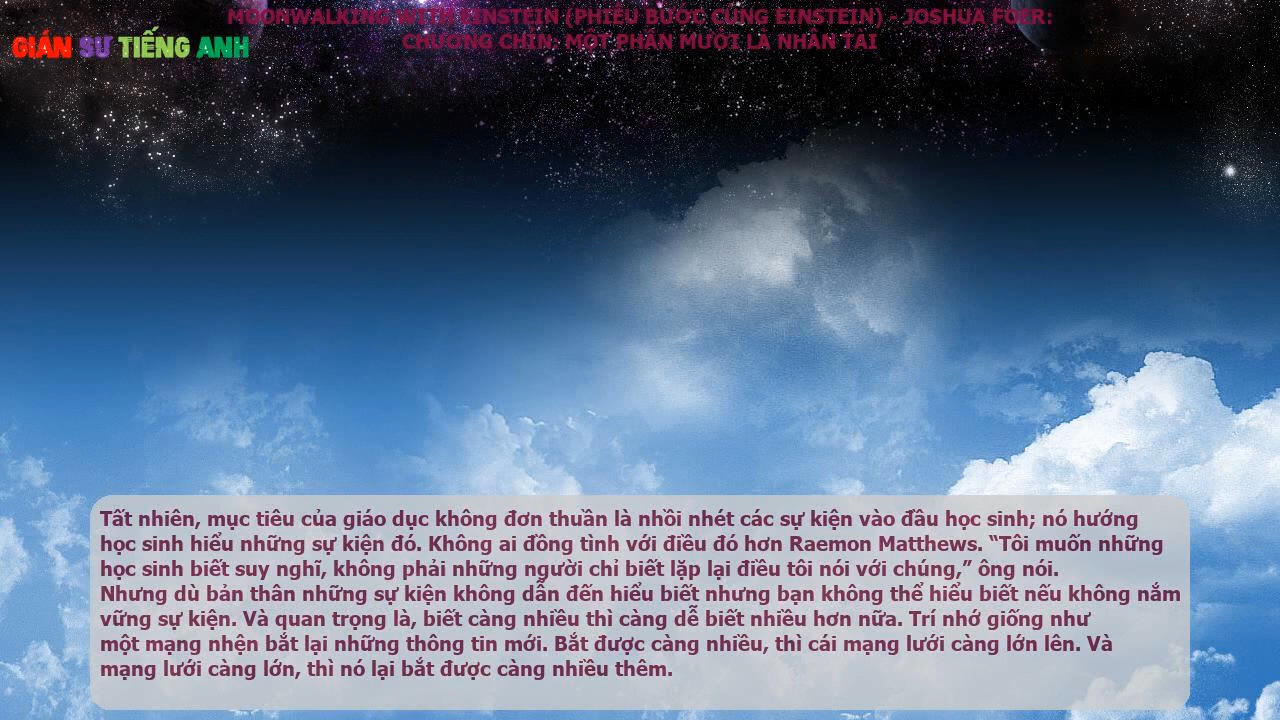 MOONWALKING WITH EINSTEIN (PHIÊU BƯỚC CÙNG EINSTEIN) - JOSHUA FOER:
CHƯƠNG CHÍN: MỘT PHẦN MƯỜI LÀ NHÂN TÀI
GIÁN SỨ TIẾNG ANH
Tất nhiên, mục tiêu của giáo dục không đơn thuần là nhồi nhét các sự kiện vào đầu học sinh; nó hướng
học sinh hiểu những sự kiện đó. Không ai đồng tình với điều đó hơn Raemon Matthews. “Tôi muốn những
học sinh biết suy nghĩ, không phải những người chỉ biết lặp lại điều tôi nói với chúng,” ông nói.
Nhưng dù bản thân những sự kiện không dẫn đến hiểu biết nhưng bạn không thể hiểu biết nếu không nắm
vững sự kiện. Và quan trọng là, biết càng nhiều thì càng dễ biết nhiều hơn nữa. Trí nhớ giống như
một mạng nhện bắt lại những thông tin mới. Bắt được càng nhiều, thì cái mạng lưới càng lớn lên. Và
mạng lưới càng lớn, thì nó lại bắt được càng nhiều thêm.